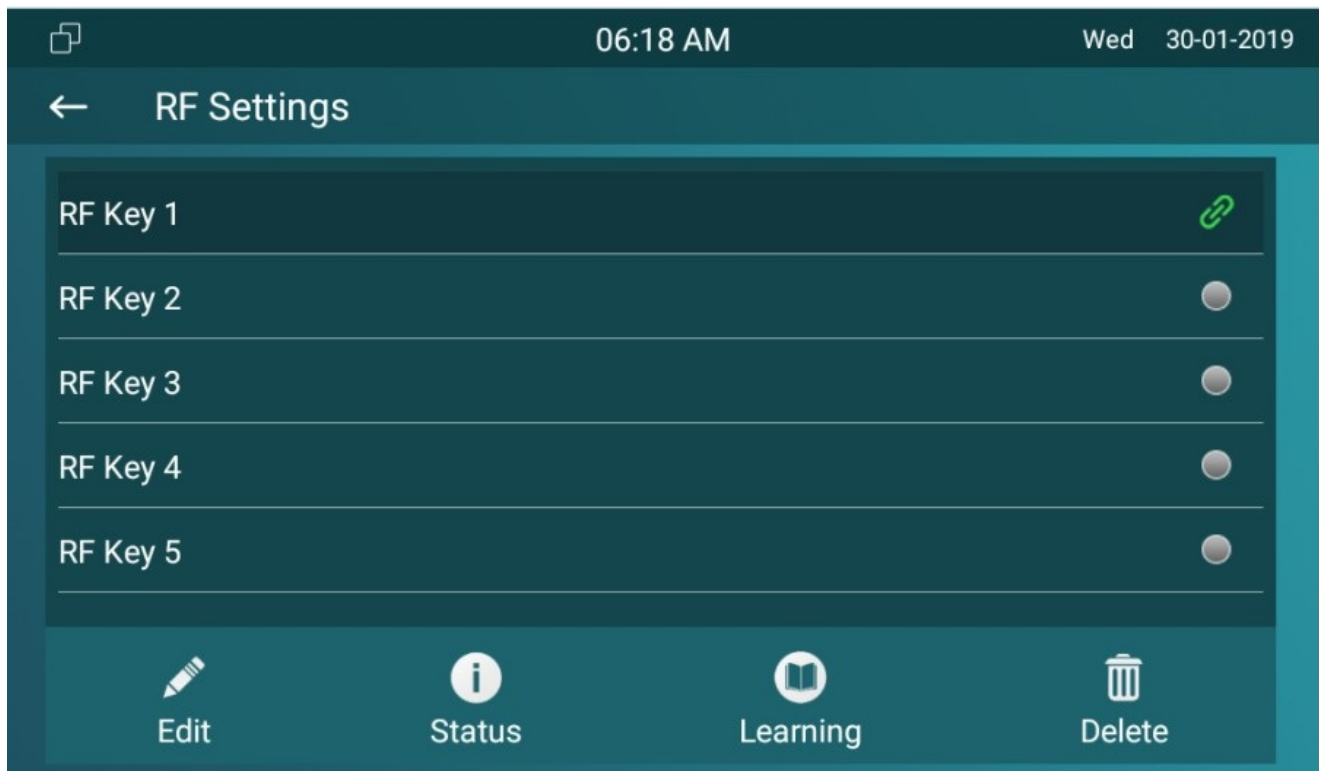 06:18 AM Wed 30-01-2019
RF Settings
RF Key 1
RF Key 2
RF Key 3
RF Key 4
RF Key 5
Edit Status Learning Delete